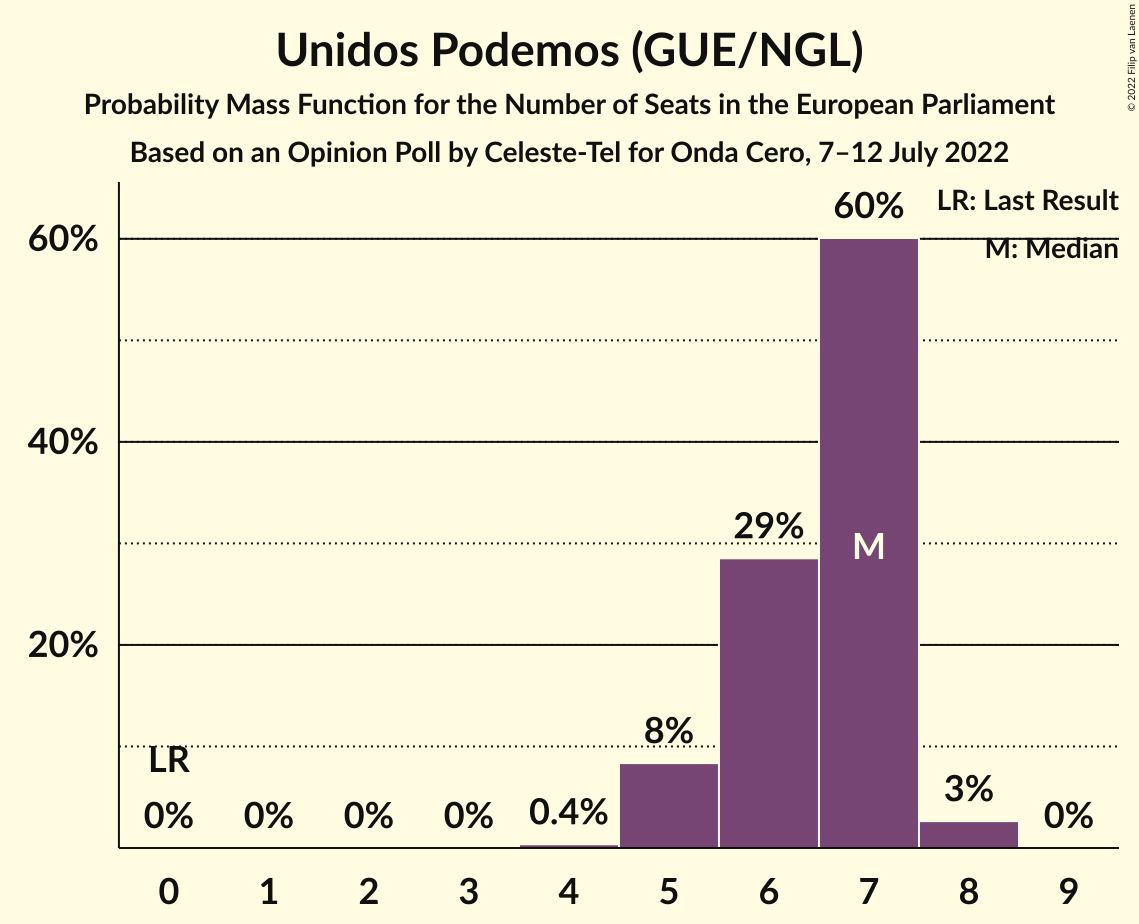 Unidos Podemos (GUE/NGL)
Probability Mass Function for the Number of Seats in the European Parliament
Based on an Opinion Poll by Celeste-Tel for Onda Cero, 7–12 July 2022
© 2022 Filip van Laenen
LR: Last Result
M: Median
60%
60%
40%
29%
M
20%
8%
LR
0% 0% 0% 0% 0.4% 3% 0%
0 1 2 3 4 5 6 7 8 9